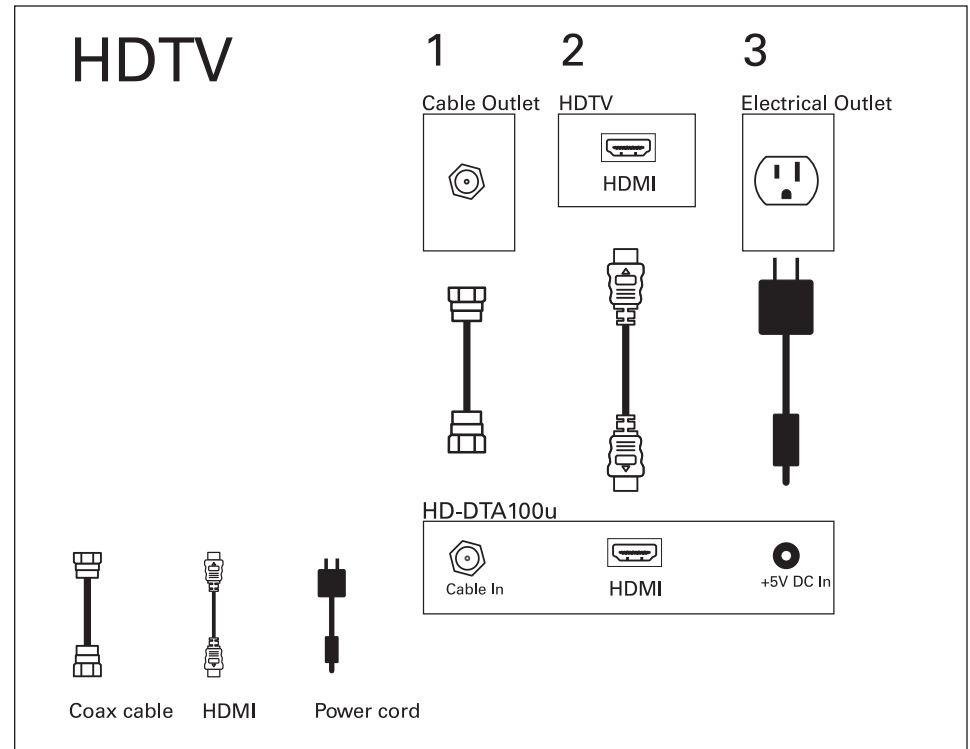 HDTV
1 2 3
Cable Outlet HDTV Electrical Outlet
HDMI
HD-DTA100u
Cable In HDMI +5V DC In
Coax cable HDMI Power cord